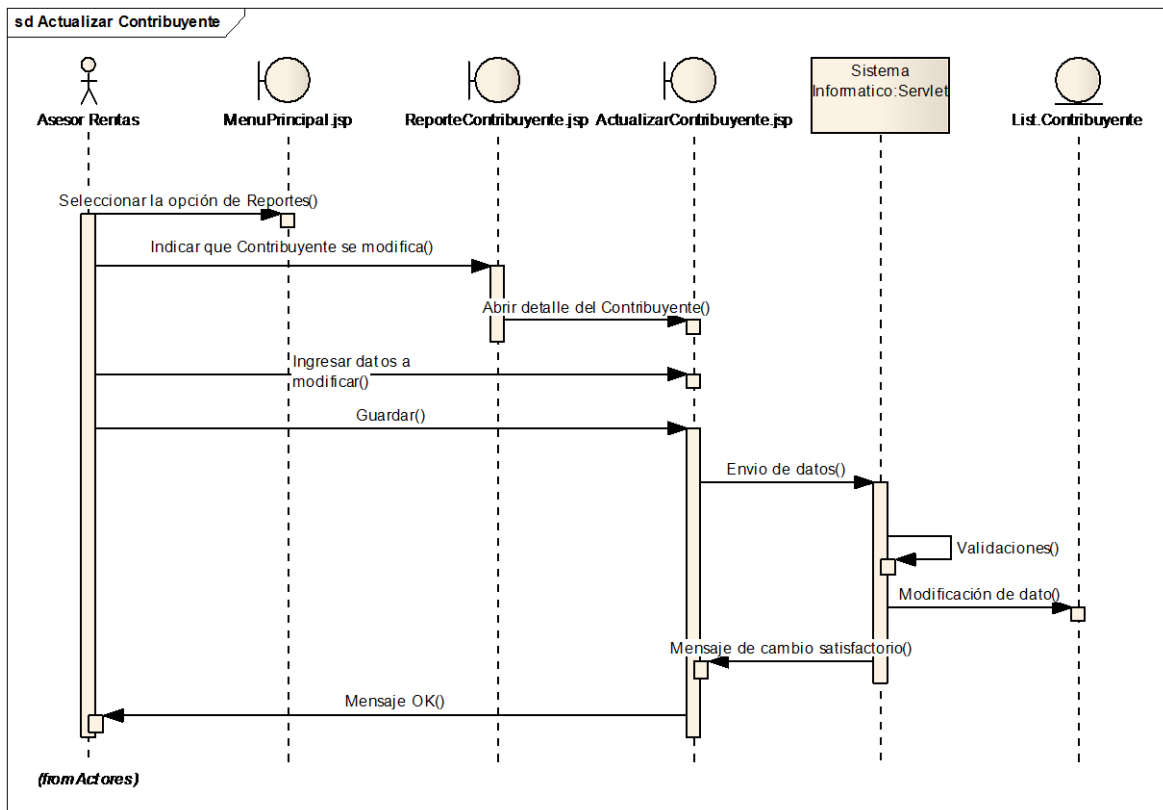 sd Actualizar Contribuyente
Asesor Rentas
MenuPrincipal.jsp
ReporteContribuyente.jsp
ActualizarContribuyente.jsp
Sistema
Informatico:Servlet
List.Contribuyente
Seleccionar la opción de Reportes()
Indicar que Contribuyente se modifica()
Abrir detalle del Contribuyente()
Ingresar datos a
modificar()
Guardar()
Envio de datos()
Validaciones()
Modificación de dato()
Mensaje de cambio satisfactorio()
Mensaje OK()
(from Actores)